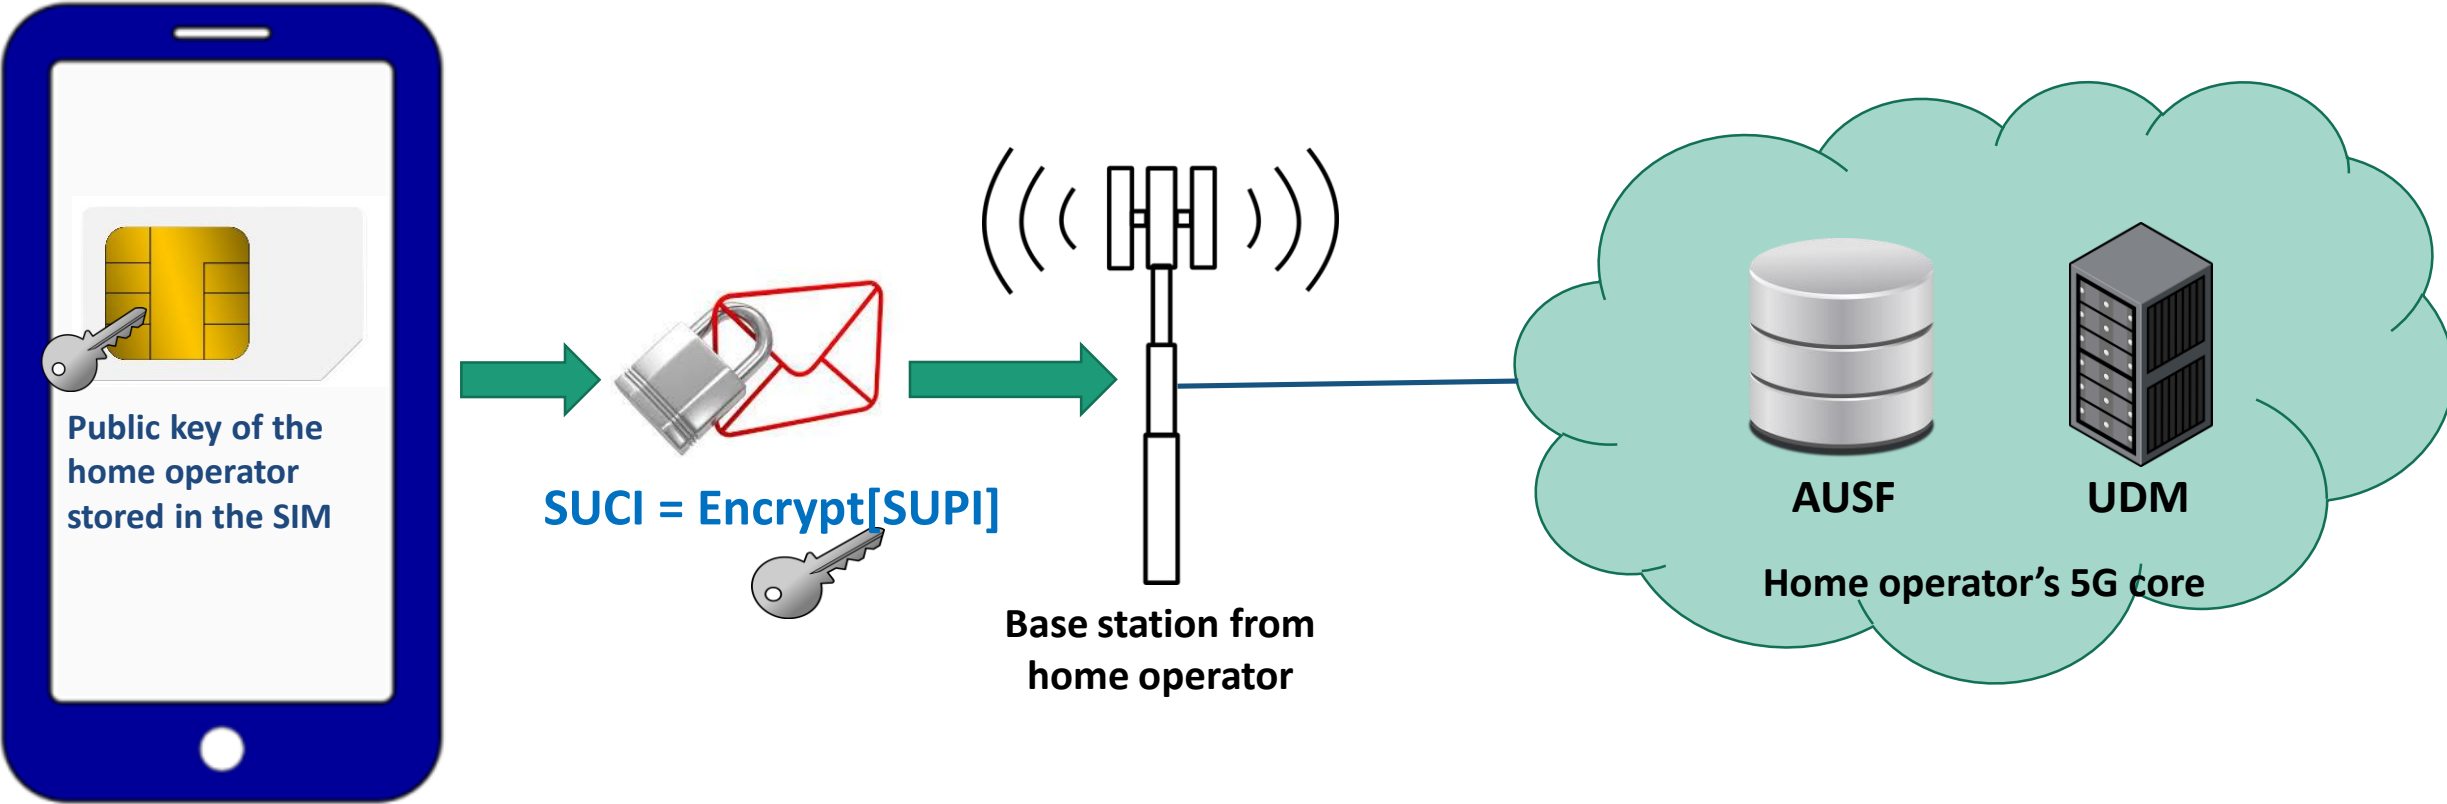 Public key of the
home operator
stored in the SIM
SUCI = Encrypt[SUPI]
Base station from
home operator
AUSF
UDM
Home operator’s 5G core